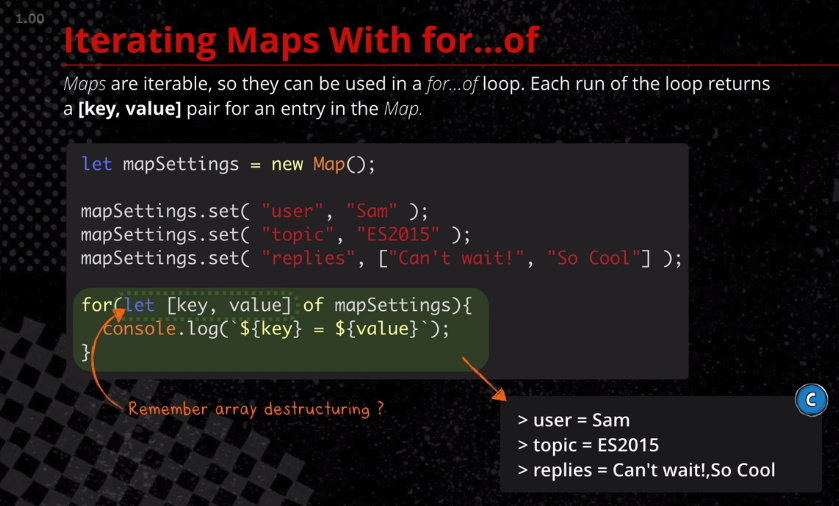 1.00
Iterating Maps With for…of
Maps are iterable, so they can be used in a for…of loop. Each run of the loop returns
a [key, value] pair for an entry in the Map.
let mapSettings = new Map();
mapSettings.set( "user", "Sam" );
mapSettings.set( "topic", "ES2015" );
mapSettings.set( "replies", ["Can't wait!", "So Cool"] );
for(let [key, value] of mapSettings){
console.log(`${key} = ${value}`);
}
Remember array destructuring ?
C
> user = Sam
> topic = ES2015
> replies = Can't wait!,So Cool